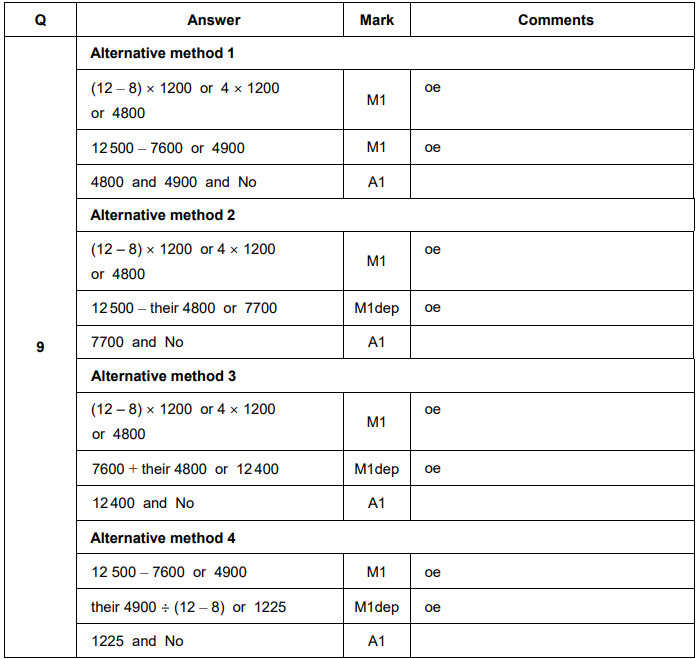 Q Answer Mark Comments
Alternative method 1
(12 – 8) × 1200 or 4 × 1200
or 4800
M1
oe
12 500 – 7600 or 4900 M1 oe
4800 and 4900 and No A1
Alternative method 2
(12 – 8) × 1200 or 4 × 1200
or 4800
M1
oe
12 500 – their 4800 or 7700 M1dep oe
7700 and No A1
9
Alternative method 3
(12 – 8) × 1200 or 4 × 1200
or 4800
M1
oe
7600 + their 4800 or 12 400 M1dep oe
12 400 and No A1
Alternative method 4
12 500 – 7600 or 4900 M1 oe
their 4900 ÷ (12 – 8) or 1225 M1dep oe
1225 and No A1